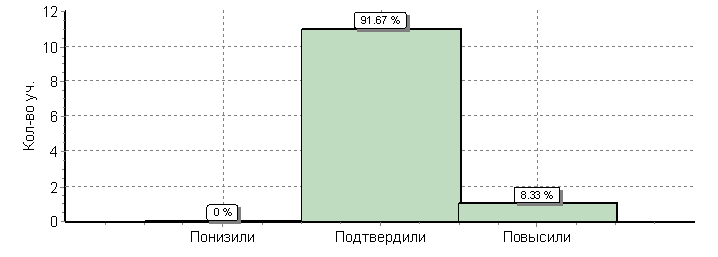 Кол-во уч.
12
10
8
6
4
2
0
0 %
91.67 %
8.33 %
Понизили
Подтвердили
Повысили